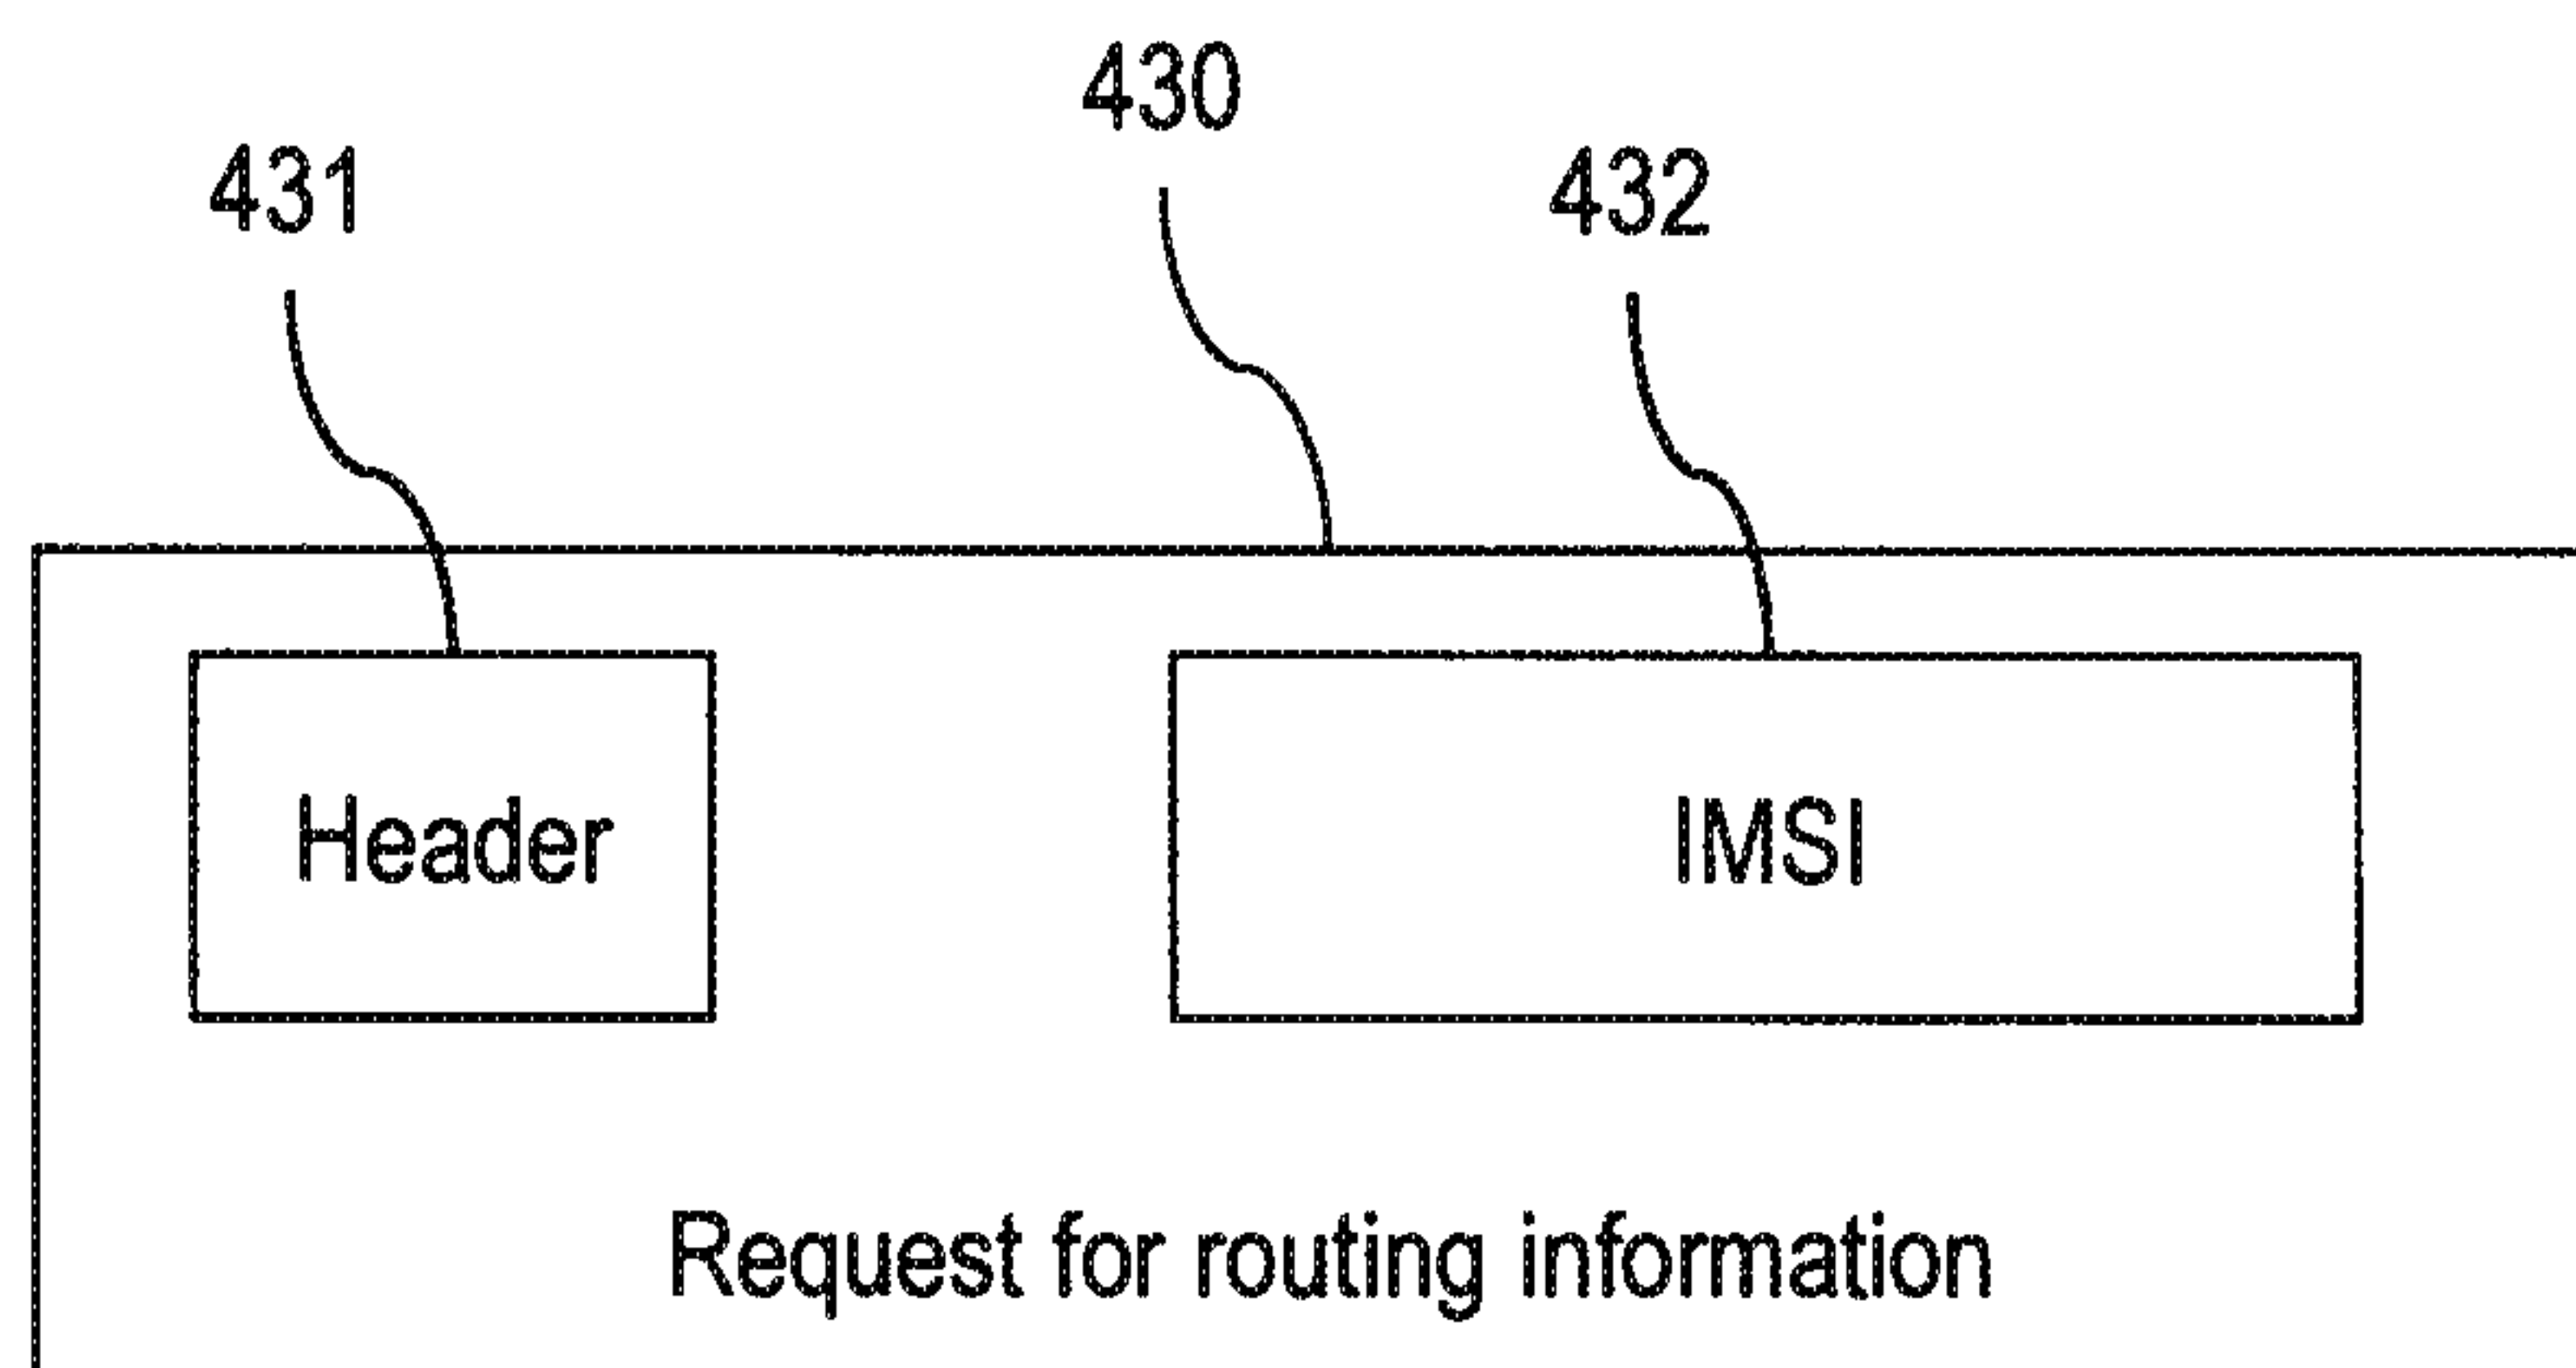 430
431
432
Header
IMSI
Request for routing information